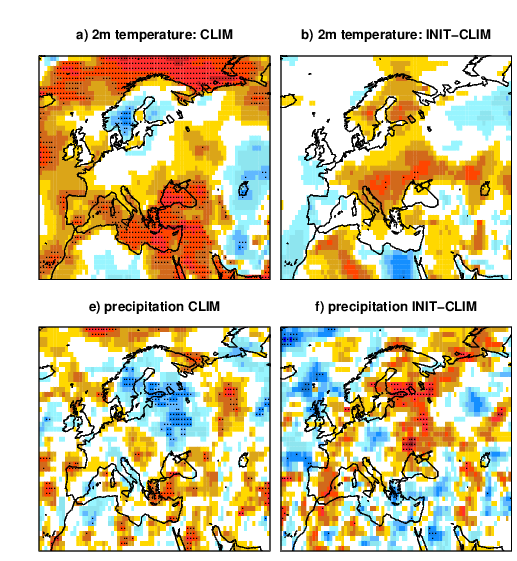 a) 2m temperature: CLIM
b) 2m temperature: INIT−CLIM
e) precipitation CLIM
f) precipitation INIT−CLIM